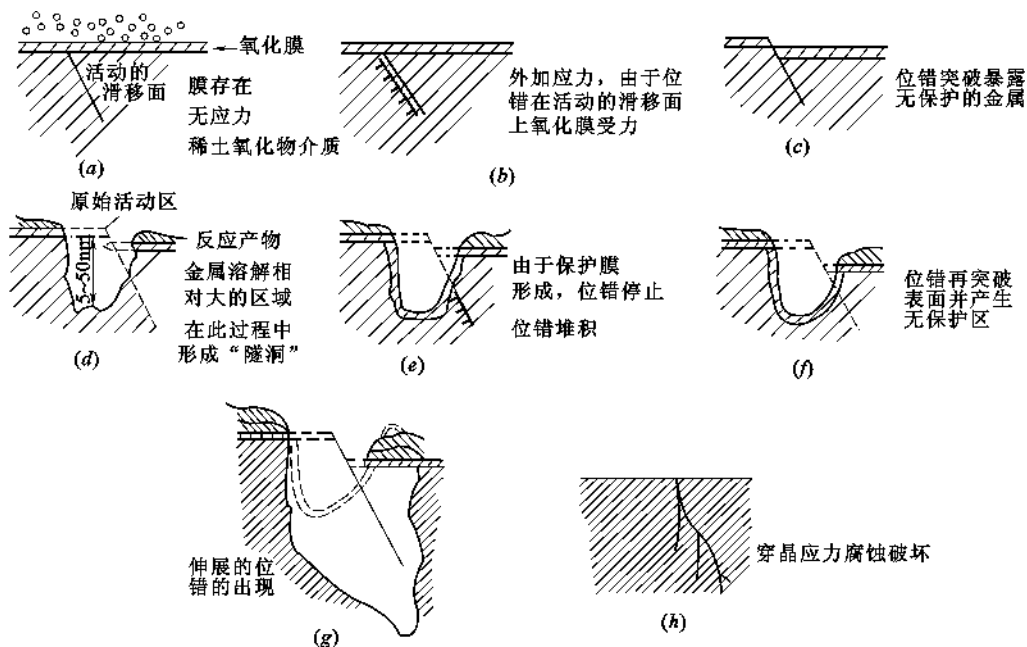 氧化膜
活动的
滑移面
膜存在
无应力
稀土氧化物介质
(a)
外加应力，由于位
错在活动的滑移面
上氧化膜受力
(b)
位错突破暴露
无保护的金属
(c)
原始活动区
反应产物
5~50nm
金属溶解相
对大的区域
在此过程中
形成“隧洞”
(d)
由于保护膜
形成，位错停止
位错堆积
(e)
位错再突破
表面并产生
无保护区
(f)
伸展的位
错的出现
(g)
穿晶应力腐蚀破坏
(h)